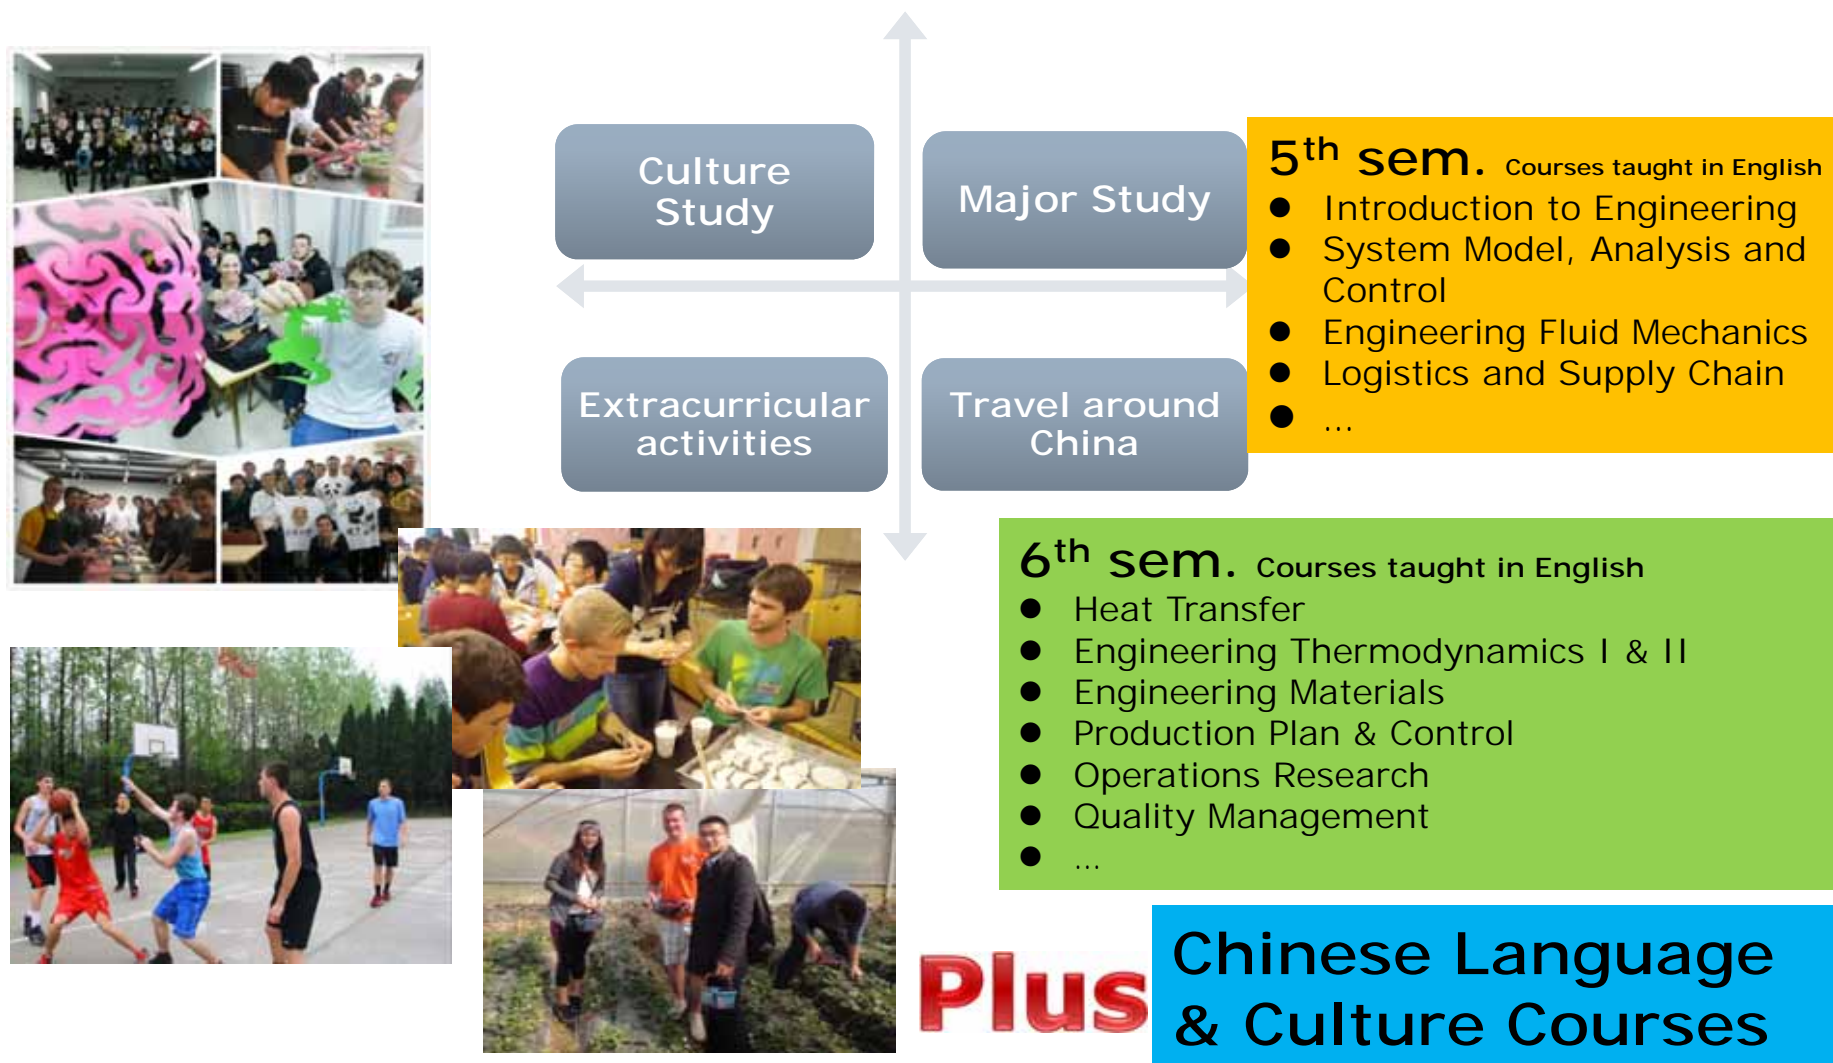 Culture
Study
Major Study
Extracurricular
activities
Travel around
China
5th sem. Courses taught in English
● Introduction to Engineering
● System Model, Analysis and
Control
● Engineering Fluid Mechanics
● Logistics and Supply Chain
● ...
6th sem. Courses taught in English
● Heat Transfer
● Engineering Thermodynamics I & II
● Engineering Materials
● Production Plan & Control
● Operations Research
● Quality Management
● ...
Plus
Chinese Language
& Culture Courses